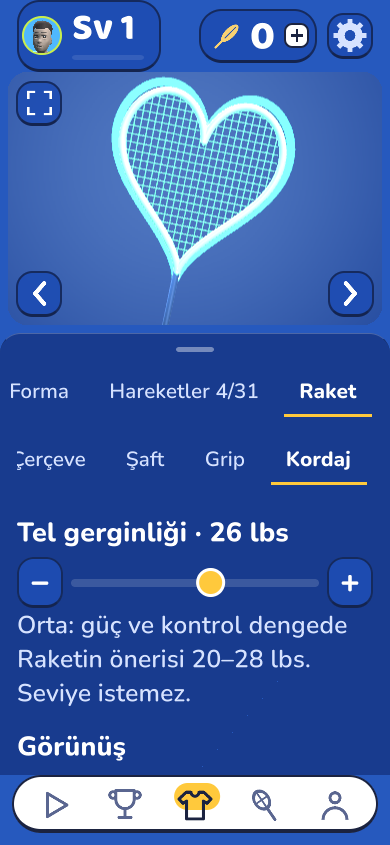 Sv 1
0
Forma
Hareketler 4/31
Raket
Çerçeve
Şaft
Grip
Kordaj
Tel gerginliği · 26 lbs
Orta: güç ve kontrol dengede
Raketin önerisi 20–28 lbs.
Seviye istemez.
Görünüş